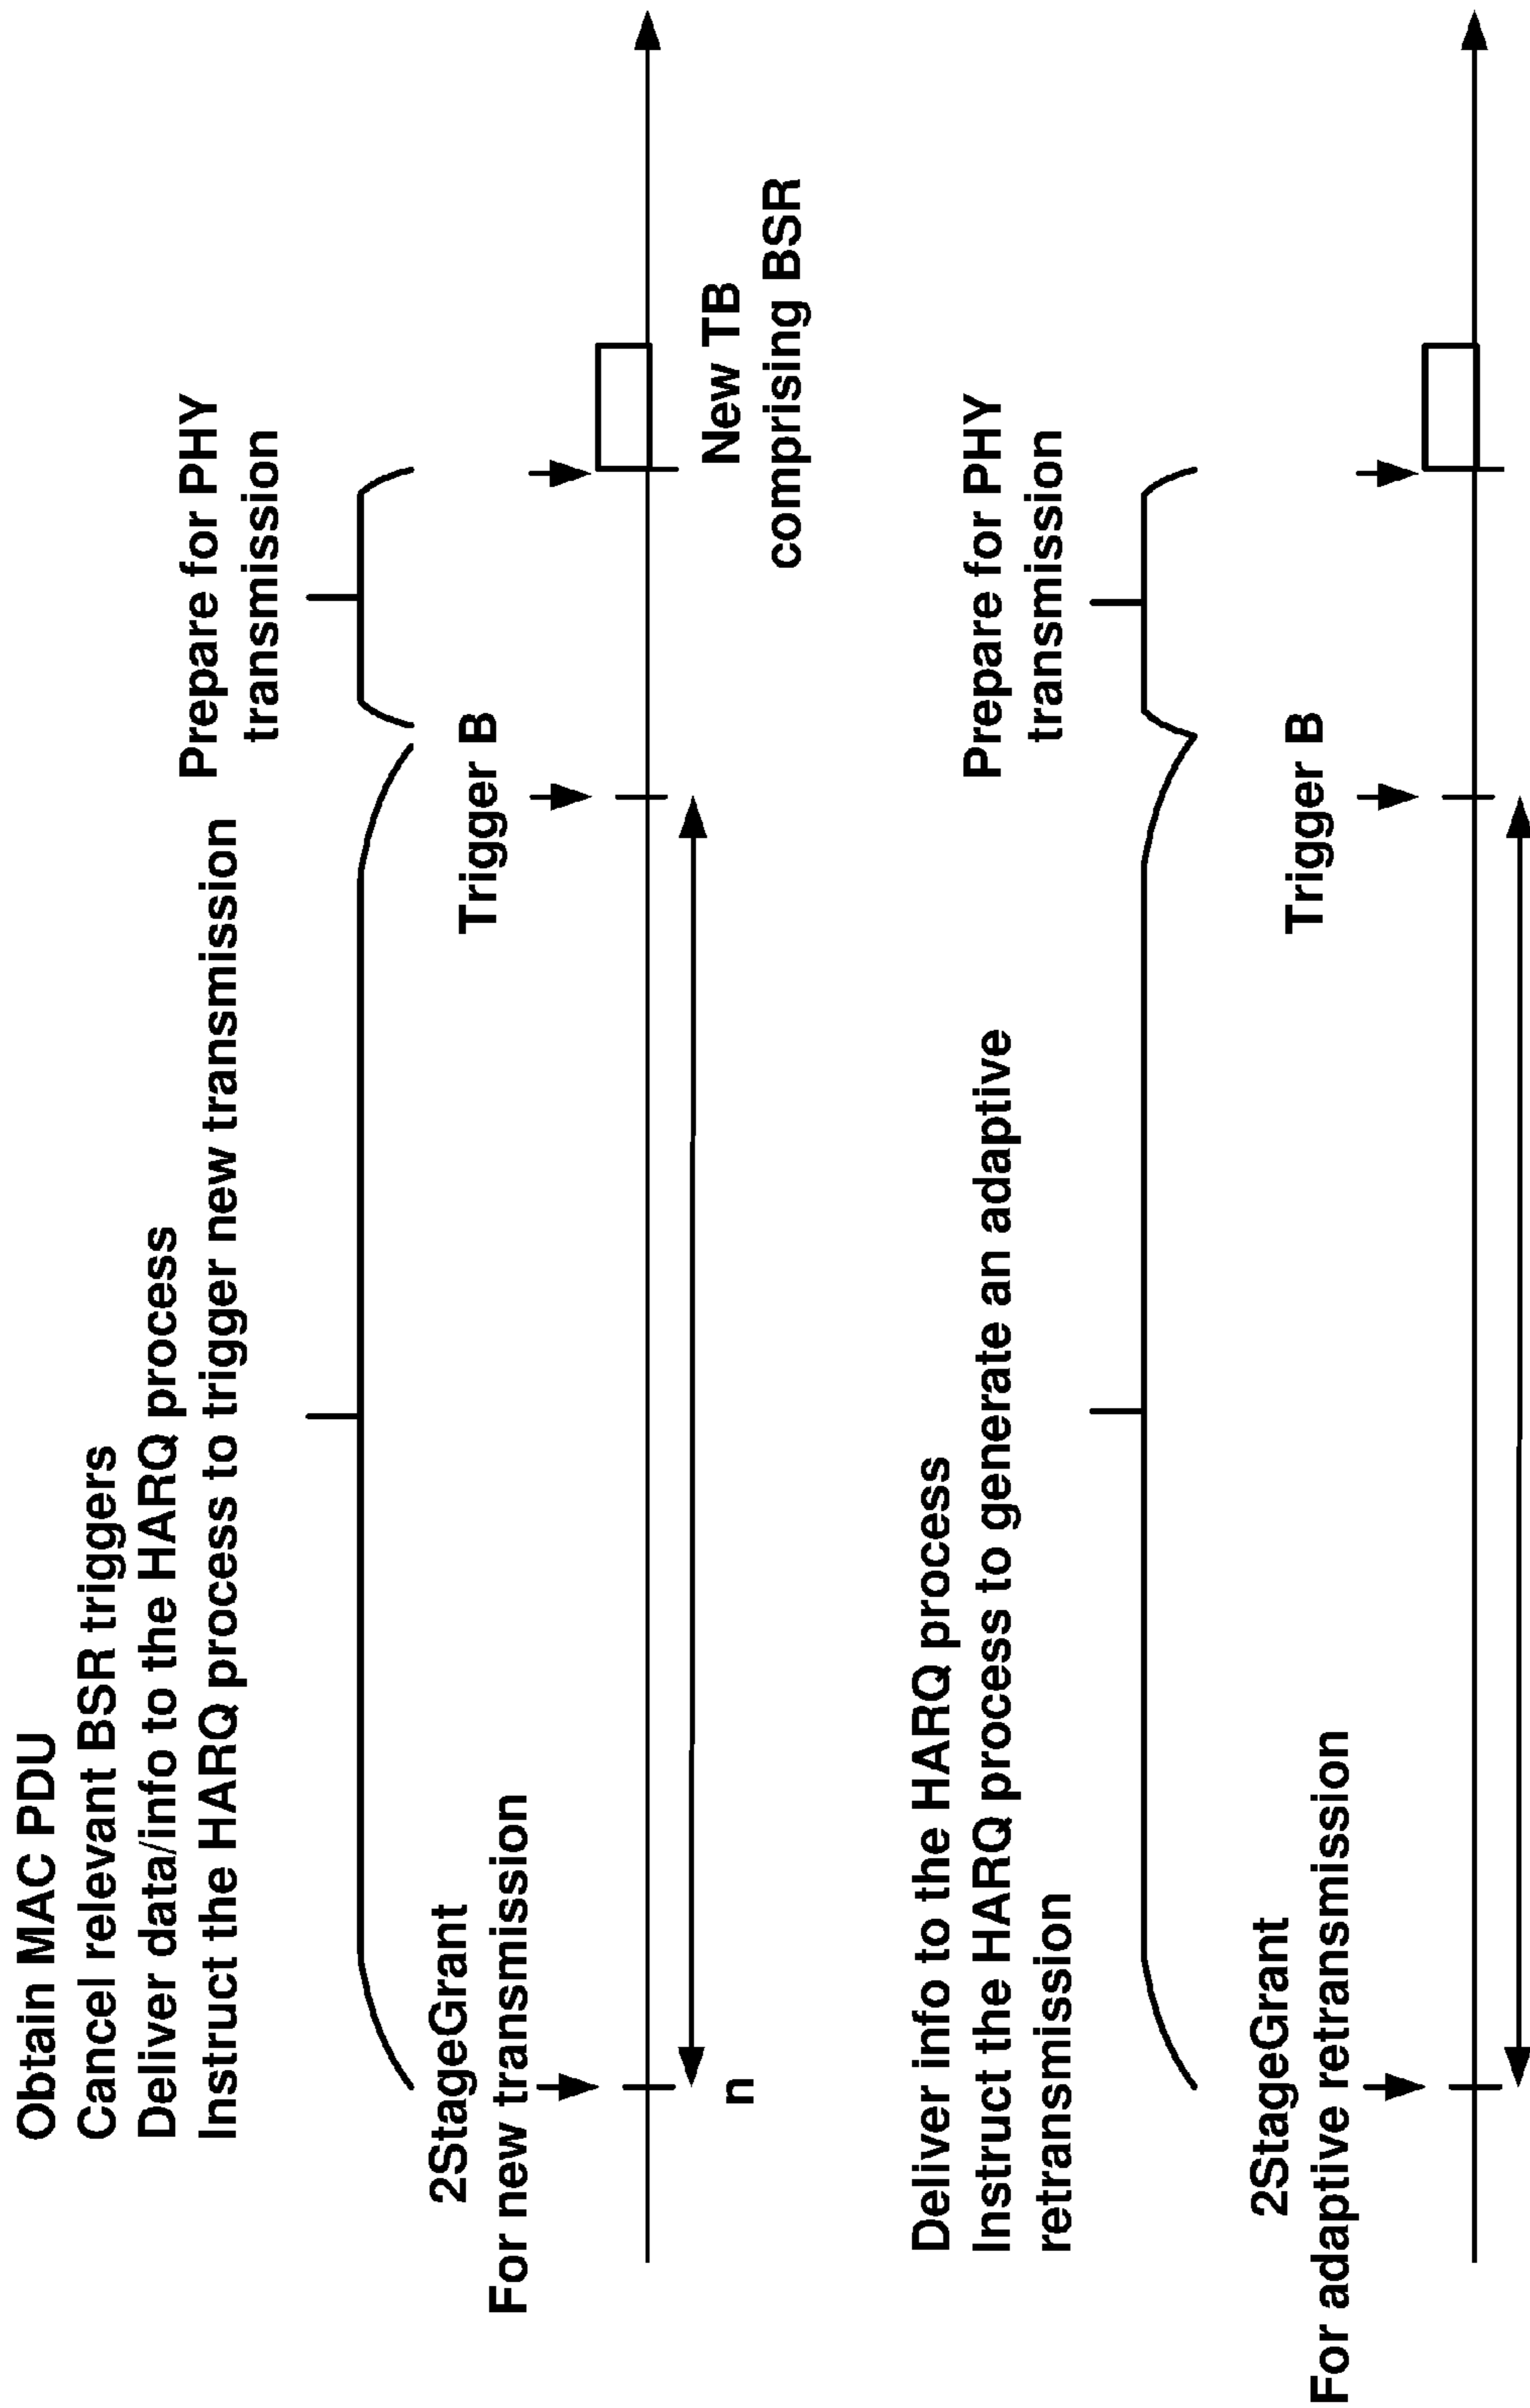 Obtain MAC PDU
Cancel relevant BSR triggers
Deliver data/info to the HARQ process
Instruct the HARQ process to trigger new transmission
Prepare for PHY
transmission
2StageGrant
For new transmission
Trigger B
n
New TB
comprising BSR
Deliver info to the HARQ process
Instruct the HARQ process to generate an adaptive
retransmission
Prepare for PHY
transmission
2StageGrant
For adaptive retransmission
Trigger B